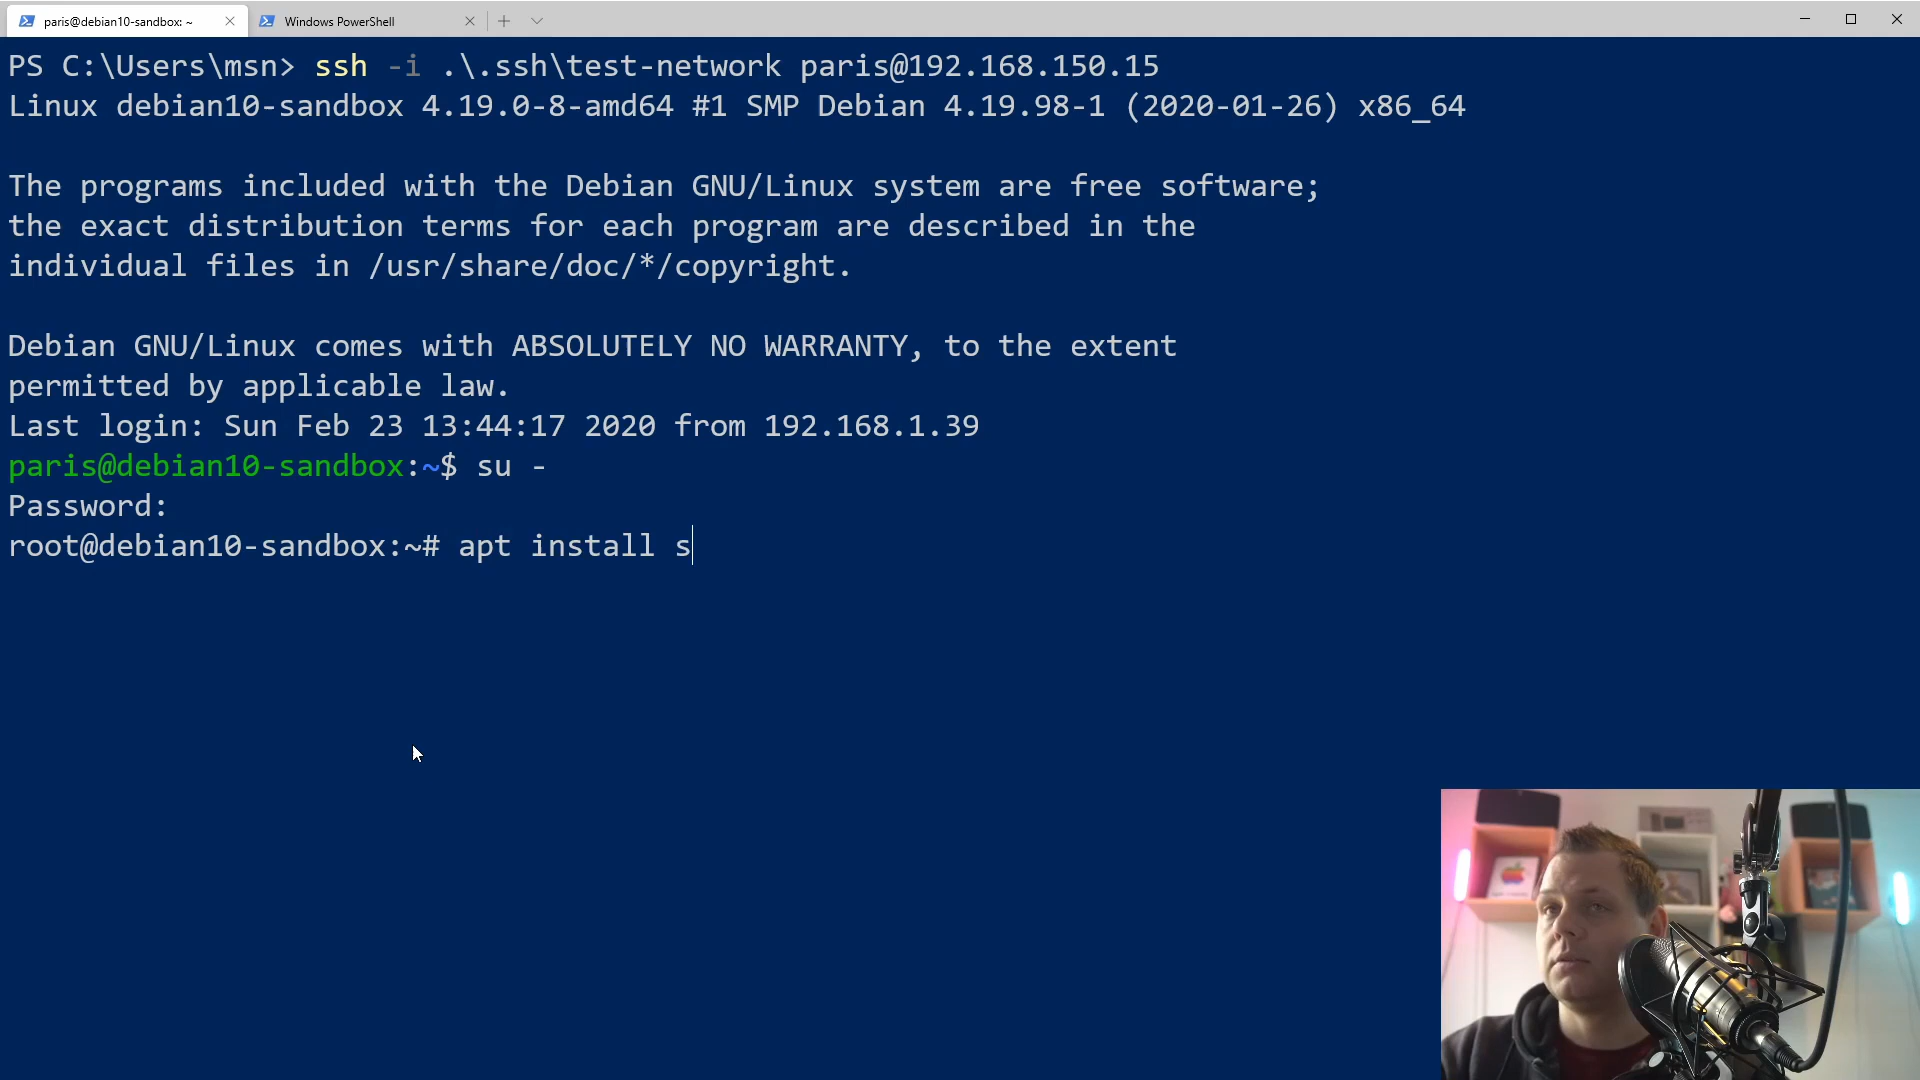 paris@debian10-sandbox: ~
Windows PowerShell
PS C:\Users\msn> ssh -i .\.ssh\test-network paris@192.168.150.15
Linux debian10-sandbox 4.19.0-8-amd64 #1 SMP Debian 4.19.98-1 (2020-01-26) x86_64
The programs included with the Debian GNU/Linux system are free software;
the exact distribution terms for each program are described in the
individual files in /usr/share/doc/*/copyright.
Debian GNU/Linux comes with ABSOLUTELY NO WARRANTY, to the extent
permitted by applicable law.
Last login: Sun Feb 23 13:44:17 2020 from 192.168.1.39
paris@debian10-sandbox:~$ su -
Password:
root@debian10-sandbox:~# apt install s